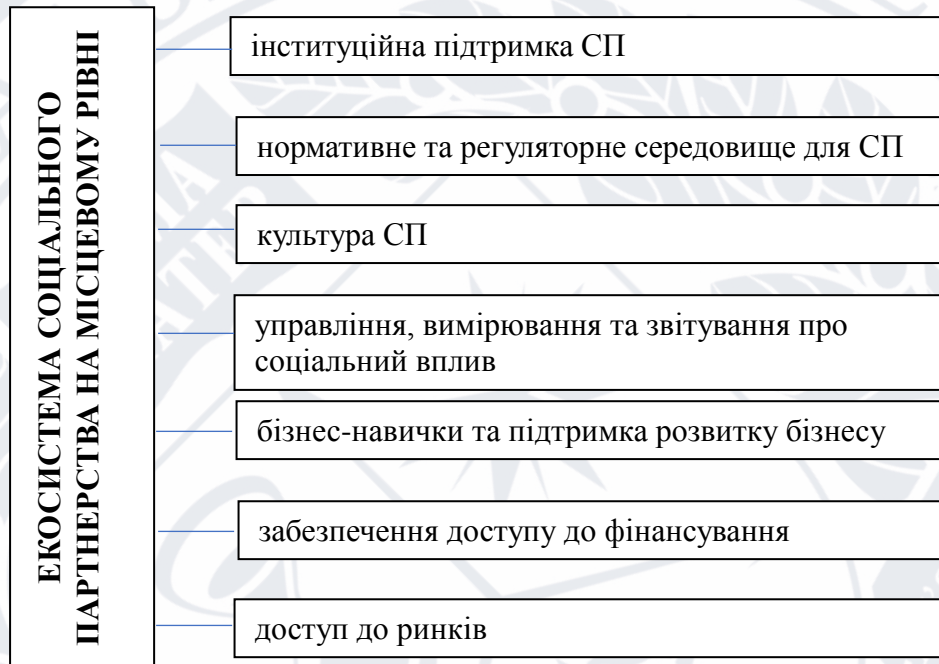 ЕКОСИСТЕМА СОЦІАЛЬНОГО
ПАРТНЕРСТВА НА МІСЦЕВОМУ РІВНІ
інституційна підтримка СП
нормативне та регуляторне середовище для СП
культура СП
управління, вимірювання та звітування про
соціальний вплив
бізнес-навички та підтримка розвитку бізнесу
забезпечення доступу до фінансування
доступ до ринків